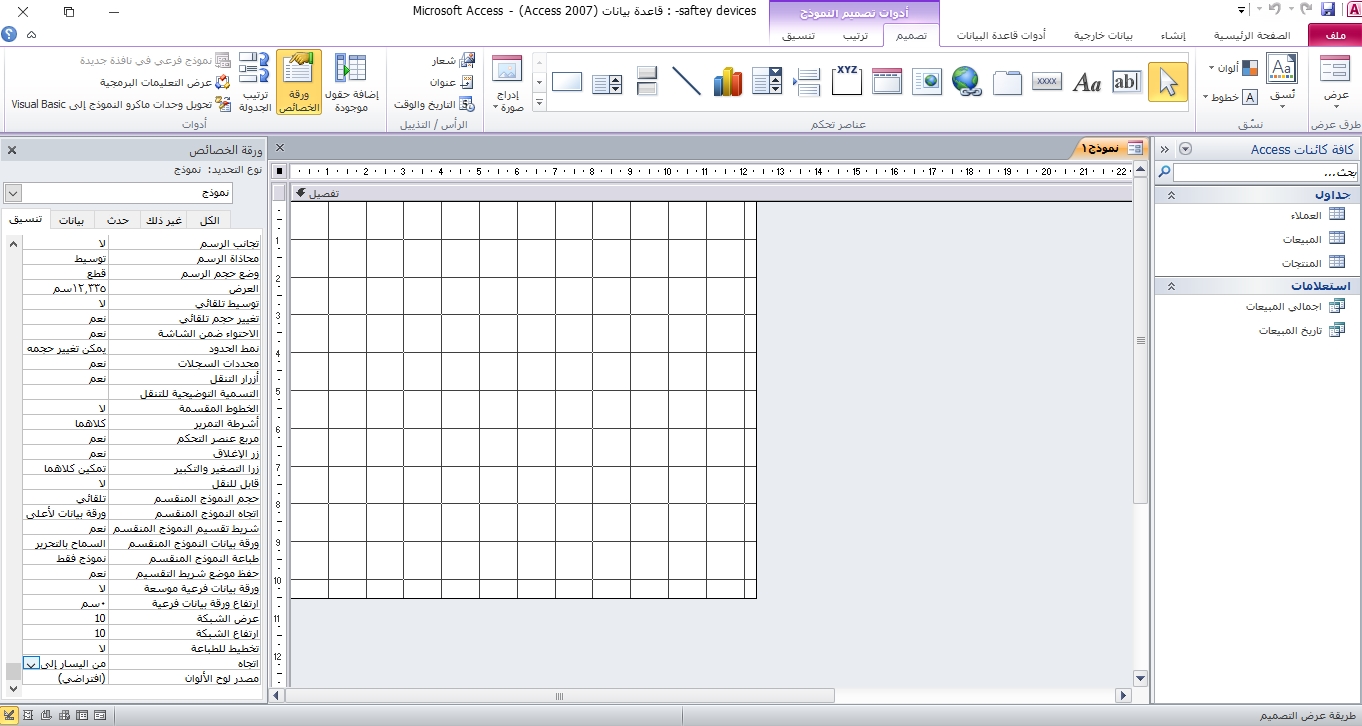 saftey devices- : قاعدة بيانات (Access 2007) - Microsoft Access
أدوات تصميم النموذج
ملف
الصفحة الرئيسية
إنشاء
بيانات خارجية
أدوات قاعدة البيانات
تصميم
ترتيب
تنسيق
عرض
طرق عرض
نُسق
ألوان
خطوط
نسُق
Aa
A
ab
Aa
XXXX
XYZ
عناصر تحكم
إدراج صورة
شعار
عنوان
التاريخ والوقت
الرأس / التذييل
إضافة حقول موجودة
ورقة الخصائص
ترتيب الجدولة
نموذج فرعي في نافذة جديدة
عرض التعليمات البرمجية
تحويل وحدات ماكرو النموذج إلى Visual Basic
أدوات
كافة كائنات Access
بحث...
جداول
العملاء
المبيعات
المنتجات
استعلامات
اجمالي المبيعات
تاريخ المبيعات
نموذج١
1 2 3 4 5 6 7 8 9 10 11 12 13 14 15 16 17 18 19 20 21 22
تفصيل
1
2
3
4
5
6
7
8
9
10
11
12
ورقة الخصائص
نوع التحديد: نموذج
نموذج
الكل
غير ذلك
حدث
بيانات
تنسيق
تجانب الرسم لا
محاذاة الرسم توسيط
وضع حجم الرسم قطع
العرض ١٢,٣٣٥سم
توسيط تلقائي لا
تغيير حجم تلقائي نعم
الاحتواء ضمن الشاشة نعم
نمط الحدود يمكن تغيير حجمه
محددات السجلات نعم
أزرار التنقل نعم
التسمية التوضيحية للتنقل
الخطوط المقسمة لا
أشرطة التمرير كلاهما
مربع عنصر التحكم نعم
زر الإغلاق نعم
زرا التصغير والتكبير تمكين كلاهما
قابل للنقل لا
حجم النموذج المنقسم تلقائي
اتجاه النموذج المنقسم ورقة بيانات لأعلى
شريط تقسيم النموذج المنقسم نعم
ورقة بيانات النموذج المنقسم السماح بالتحرير
طباعة النموذج المنقسم نموذج فقط
حفظ موضع شريط التقسيم نعم
ورقة بيانات فرعية موسعة لا
ارتفاع ورقة بيانات فرعية ٠سم
عرض الشبكة 10
ارتفاع الشبكة 10
تخطيط للطباعة لا
اتجاه من اليسار إلى
مصدر لوح الألوان (افتراضي)
طريقة عرض التصميم